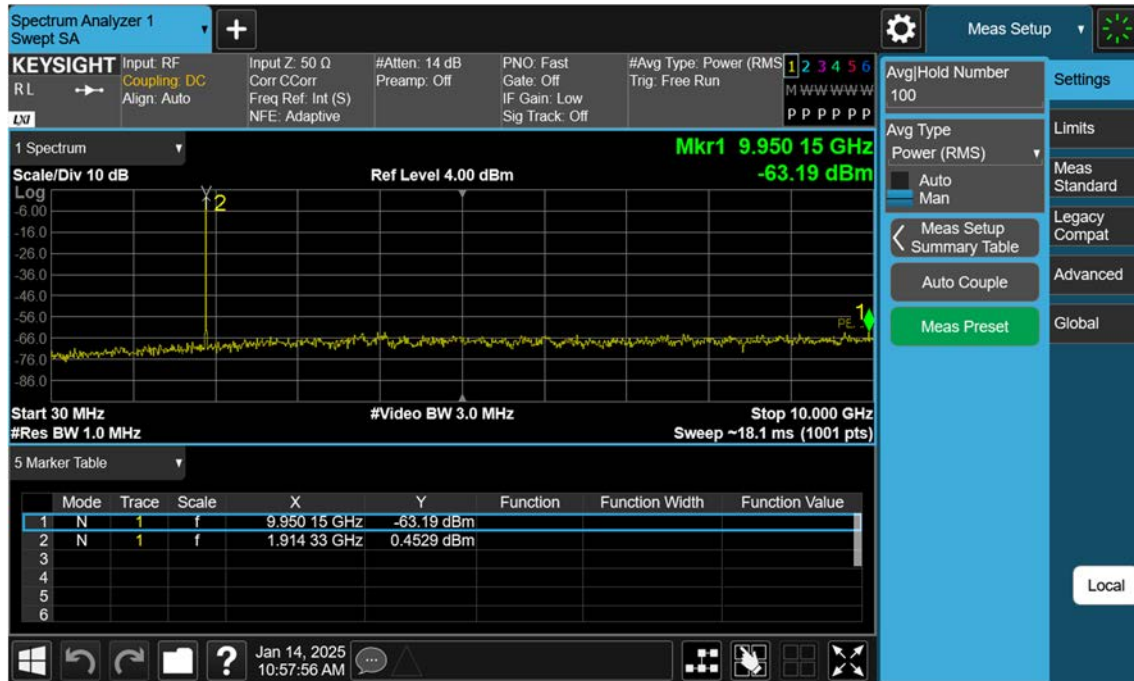 Spectrum Analyzer 1
Swept SA
Meas Setup
KEYSIGHT
RL
LXI
Input: RF
Coupling: DC
Align: Auto
Input Z: 50 Ω
Corr CCorr
Freq Ref: Int (S)
NFE: Adaptive
#Atten: 14 dB
Preamp: Off
PNO: Fast
Gate: Off
IF Gain: Low
Sig Track: Off
#Avg Type: Power (RMS
Trig: Free Run
1 2 3 4 5 6
M W W W W W
P P P P P P
1 Spectrum
Mkr1 9.950 15 GHz
-63.19 dBm
Scale/Div 10 dB
Ref Level 4.00 dBm
Log
-6.00
-16.0
-26.0
-36.0
-46.0
-56.0
-66.0
-76.0
-86.0
2
1
Start 30 MHz
#Video BW 3.0 MHz
Stop 10.000 GHz
#Res BW 1.0 MHz
Sweep ~18.1 ms (1001 pts)
5 Marker Table
Mode Trace Scale X Y Function Function Width Function Value
1 N 1 f 9.950 15 GHz -63.19 dBm
2 N 1 f 1.914 33 GHz 0.4529 dBm
3
4
5
6
Jan 14, 2025
10:57:56 AM
Avg|Hold Number
100
Avg Type
Power (RMS)
Auto
Man
Meas Setup
Summary Table
Auto Couple
Meas Preset
Settings
Limits
Meas
Standard
Legacy
Compat
Advanced
Global
Local